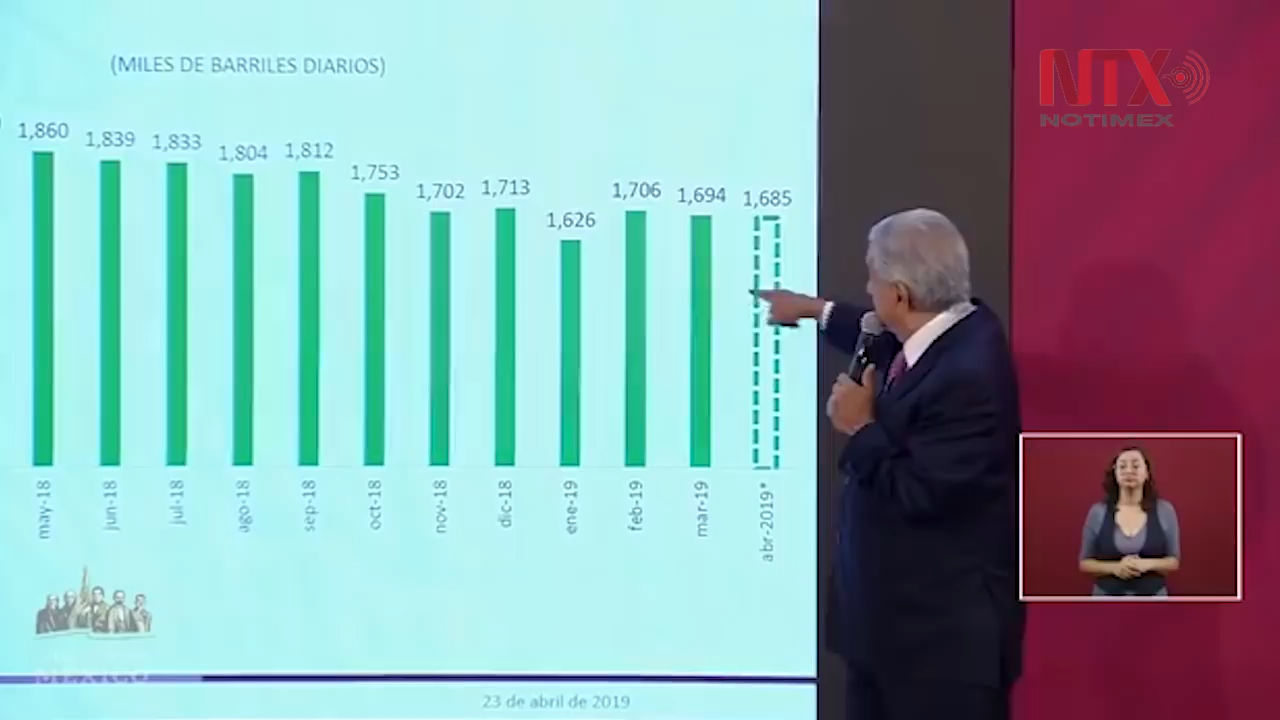 NTX
NOTIMEX
(MILES DE BARRILES DIARIOS)
1,860 1,839 1,833 1,804 1,812 1,753 1,702 1,713 1,626 1,706 1,694 1,685
may-18 jun-18 jul-18 ago-18 sep-18 oct-18 nov-18 dic-18 ene-19 feb-19 mar-19 abr-2019*
MÉXICO
23 de abril de 2019